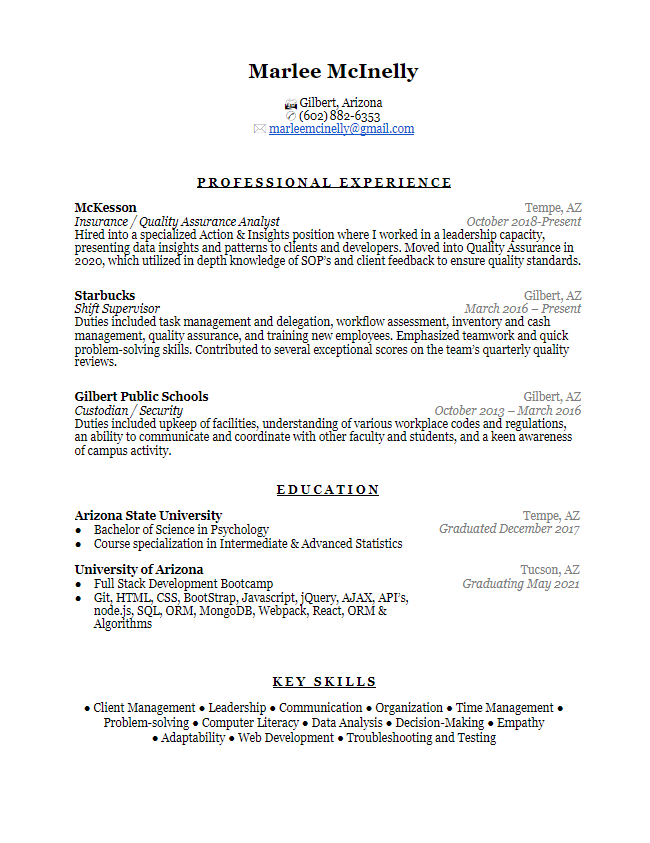 Marlee McInelly
Gilbert, Arizona
(602) 882-6353
marleemcinelly@gmail.com
PROFESSIONAL EXPERIENCE
McKesson Tempe, AZ
Insurance / Quality Assurance Analyst October 2018-Present
Hired into a specialized Action & Insights position where I worked in a leadership capacity,
presenting data insights and patterns to clients and developers. Moved into Quality Assurance in
2020, which utilized in depth knowledge of SOP's and client feedback to ensure quality standards.
Starbucks Gilbert, AZ
Shift Supervisor March 2016 – Present
Duties included task management and delegation, workflow assessment, inventory and cash
management, quality assurance, and training new employees. Emphasized teamwork and quick
problem-solving skills. Contributed to several exceptional scores on the team's quarterly quality
reviews.
Gilbert Public Schools Gilbert, AZ
Custodian / Security October 2013 – March 2016
Duties included upkeep of facilities, understanding of various workplace codes and regulations,
an ability to communicate and coordinate with other faculty and students, and a keen awareness
of campus activity.
EDUCATION
Arizona State University Tempe, AZ
● Bachelor of Science in Psychology Graduated December 2017
● Course specialization in Intermediate & Advanced Statistics
University of Arizona Tucson, AZ
● Full Stack Development Bootcamp Graduating May 2021
● Git, HTML, CSS, BootStrap, Javascript, jQuery, AJAX, API's,
node.js, SQL, ORM, MongoDB, Webpack, React, ORM &
Algorithms
KEY SKILLS
● Client Management ● Leadership ● Communication ● Organization ● Time Management ●
Problem-solving ● Computer Literacy ● Data Analysis ● Decision-Making ● Empathy
● Adaptability ● Web Development ● Troubleshooting and Testing